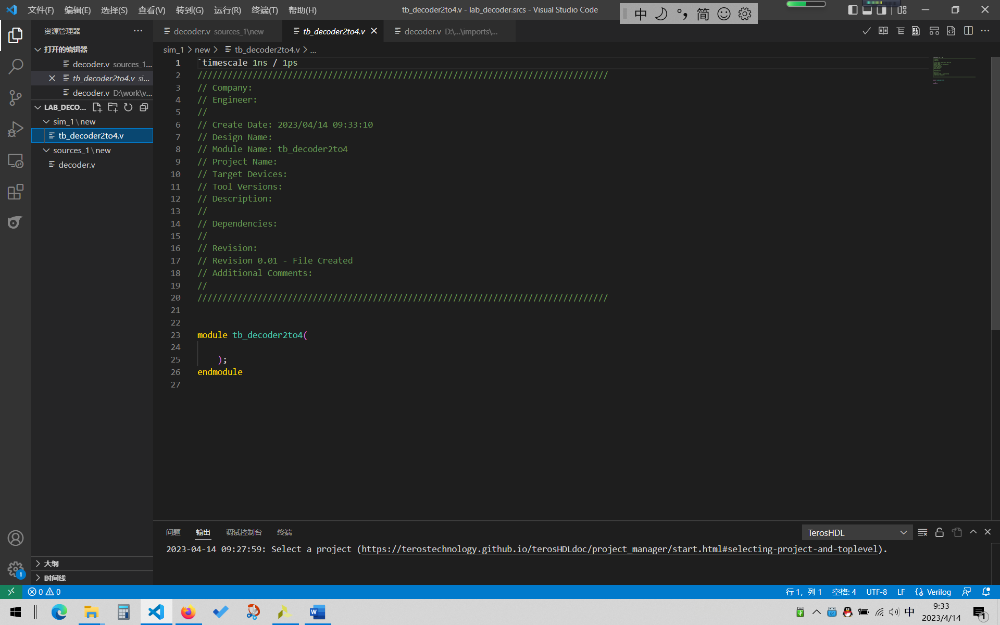 文件(F) 编辑(E) 选择(S) 查看(V) 转到(G) 运行(R) 终端(T) 帮助(H)
tb_decoder2to4.v - lab_decoder.srcs - Visual Studio Code
中 °, 简
资源管理器 ···
decoder.v sources_1\new
tb_decoder2to4.v
decoder.v D:\...\imports\...
打开的编辑器
decoder.v sources_1...
tb_decoder2to4.v si...
decoder.v D:\work\v...
LAB_DECO...
sim_1\new
tb_decoder2to4.v
sources_1\new
decoder.v
sim_1 > new > tb_decoder2to4.v > ...
1 `timescale 1ns / 1ps
2 //////////////////////////////////////////////////////////////////////////////////
3 // Company:
4 // Engineer:
5 //
6 // Create Date: 2023/04/14 09:33:10
7 // Design Name:
8 // Module Name: tb_decoder2to4
9 // Project Name:
10 // Target Devices:
11 // Tool Versions:
12 // Description:
13 //
14 // Dependencies:
15 //
16 // Revision:
17 // Revision 0.01 - File Created
18 // Additional Comments:
19 //
20 //////////////////////////////////////////////////////////////////////////////////
21
22
23 module tb_decoder2to4(
24
25     );
26 endmodule
27
问题 输出 调试控制台 终端
TerosHDL
2023-04-14 09:27:59: Select a project (https://terostechnology.github.io/terosHDLdoc/project_manager/start.html#selecting-project-and-toplevel).
大纲
时间线
1
0 0
行 1，列 1 空格: 4 UTF-8 LF Verilog
中
9:33
2023/4/14
1